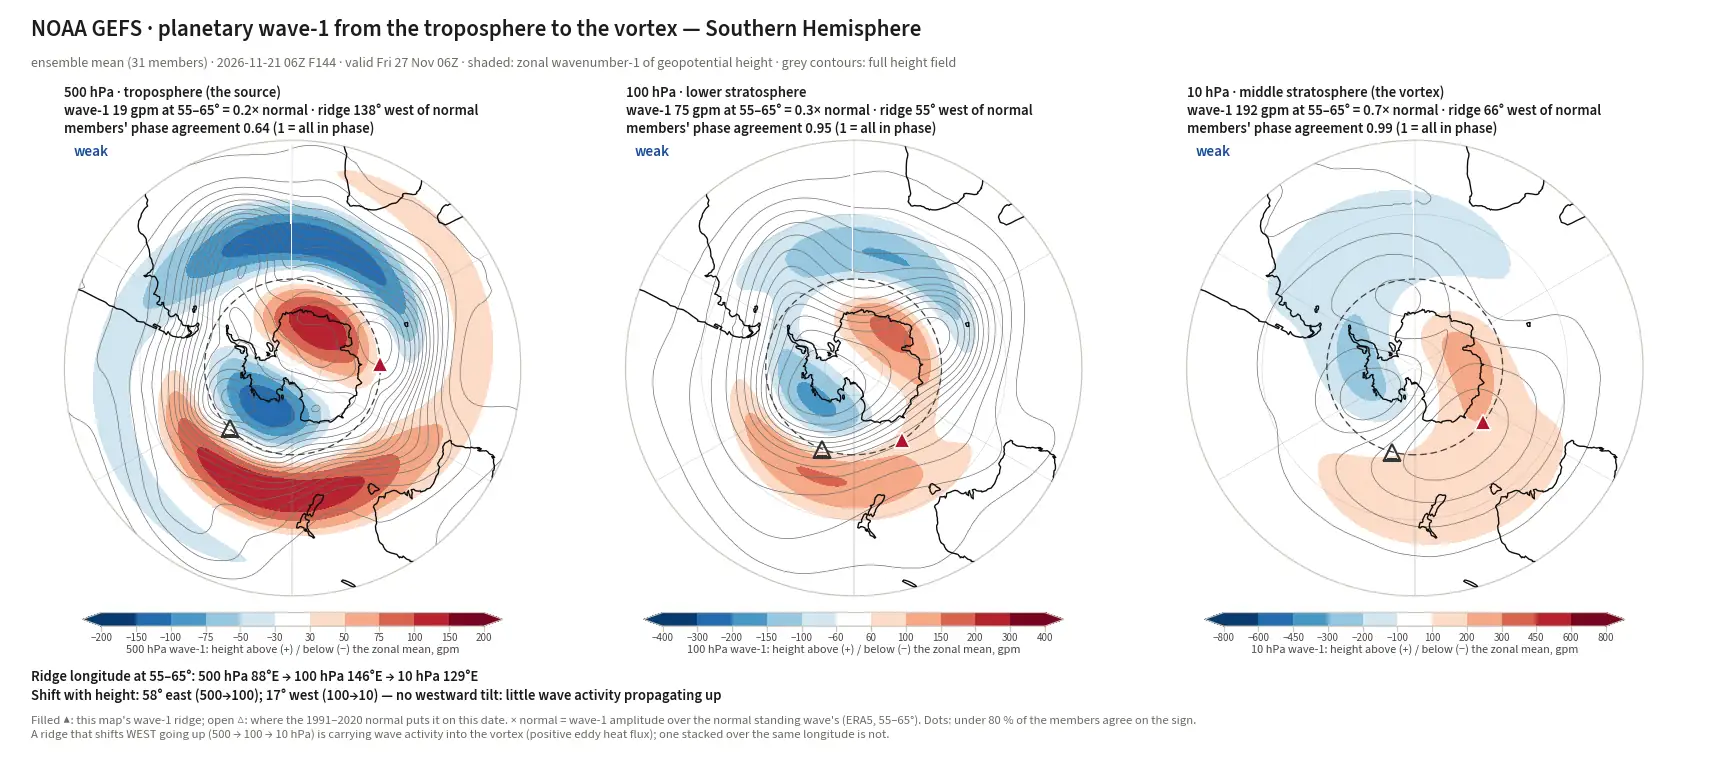 NOAA GEFS · planetary wave-1 from the troposphere to the vortex — Southern Hemisphere
ensemble mean (31 members) · 2026-11-21 06Z F144 · valid Fri 27 Nov 06Z · shaded: zonal wavenumber-1 of geopotential height · grey contours: full height field
500 hPa · troposphere (the source)
wave-1 19 gpm at 55–65° = 0.2× normal · ridge 138° west of normal
members' phase agreement 0.64 (1 = all in phase)
weak
100 hPa · lower stratosphere
wave-1 75 gpm at 55–65° = 0.3× normal · ridge 55° west of normal
members' phase agreement 0.95 (1 = all in phase)
weak
10 hPa · middle stratosphere (the vortex)
wave-1 192 gpm at 55–65° = 0.7× normal · ridge 66° west of normal
members' phase agreement 0.99 (1 = all in phase)
weak
−200 −150 −100 −75 −50 −30 30 50 75 100 150 200
500 hPa wave-1: height above (+) / below (−) the zonal mean, gpm
−400 −300 −200 −150 −100 −60 60 100 150 200 300 400
100 hPa wave-1: height above (+) / below (−) the zonal mean, gpm
−800 −600 −450 −300 −200 −100 100 200 300 450 600 800
10 hPa wave-1: height above (+) / below (−) the zonal mean, gpm
Ridge longitude at 55–65°: 500 hPa 88°E → 100 hPa 146°E → 10 hPa 129°E
Shift with height: 58° east (500→100); 17° west (100→10) — no westward tilt: little wave activity propagating up
Filled ▲: this map's wave-1 ridge; open △: where the 1991–2020 normal puts it on this date. × normal = wave-1 amplitude over the normal standing wave's (ERA5, 55–65°). Dots: under 80 % of the members agree on the sign.
A ridge that shifts WEST going up (500 → 100 → 10 hPa) is carrying wave activity into the vortex (positive eddy heat flux); one stacked over the same longitude is not.